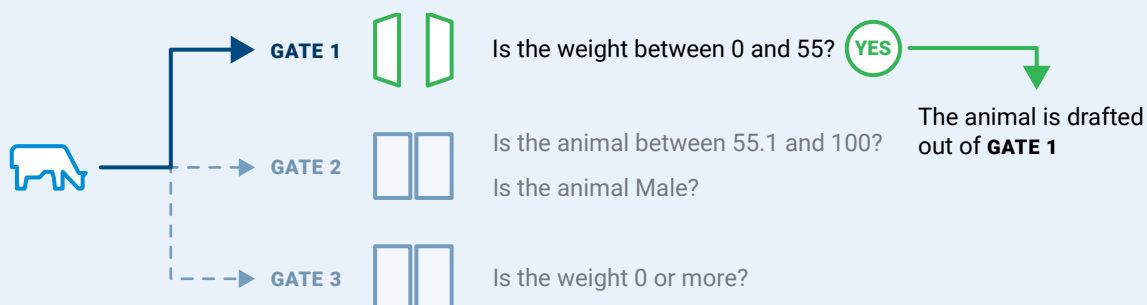 GATE 1
Is the weight between 0 and 55?
YES
The animal is drafted
out of GATE 1
GATE 2
Is the animal between 55.1 and 100?
Is the animal Male?
GATE 3
Is the weight 0 or more?